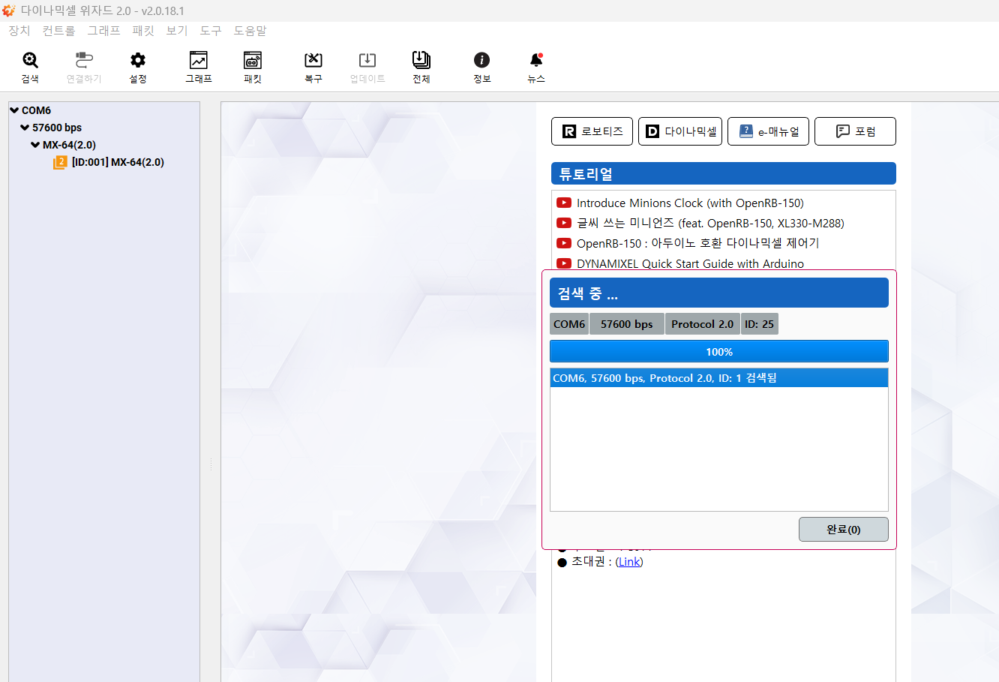 다이나믹셀 위자드 2.0 - v2.0.18.1
장치 컨트롤 그래프 패킷 보기 도구 도움말
검색 연결하기 설정 그래프 패킷 복구 업데이트 전체 정보 뉴스
COM6
57600 bps
MX-64(2.0)
2 [ID:001] MX-64(2.0)
R 로보티즈 D 다이나믹셀 ? e-매뉴얼 포럼
튜토리얼
Introduce Minions Clock (with OpenRB-150)
글씨 쓰는 미니언즈 (feat. OpenRB-150, XL330-M288)
OpenRB-150 : 아두이노 호환 다이나믹셀 제어기
DYNAMIXEL Quick Start Guide with Arduino
검색 중 ...
COM6 57600 bps Protocol 2.0 ID: 25
100%
COM6, 57600 bps, Protocol 2.0, ID: 1 검색됨
완료(0)
초대권 : (Link)